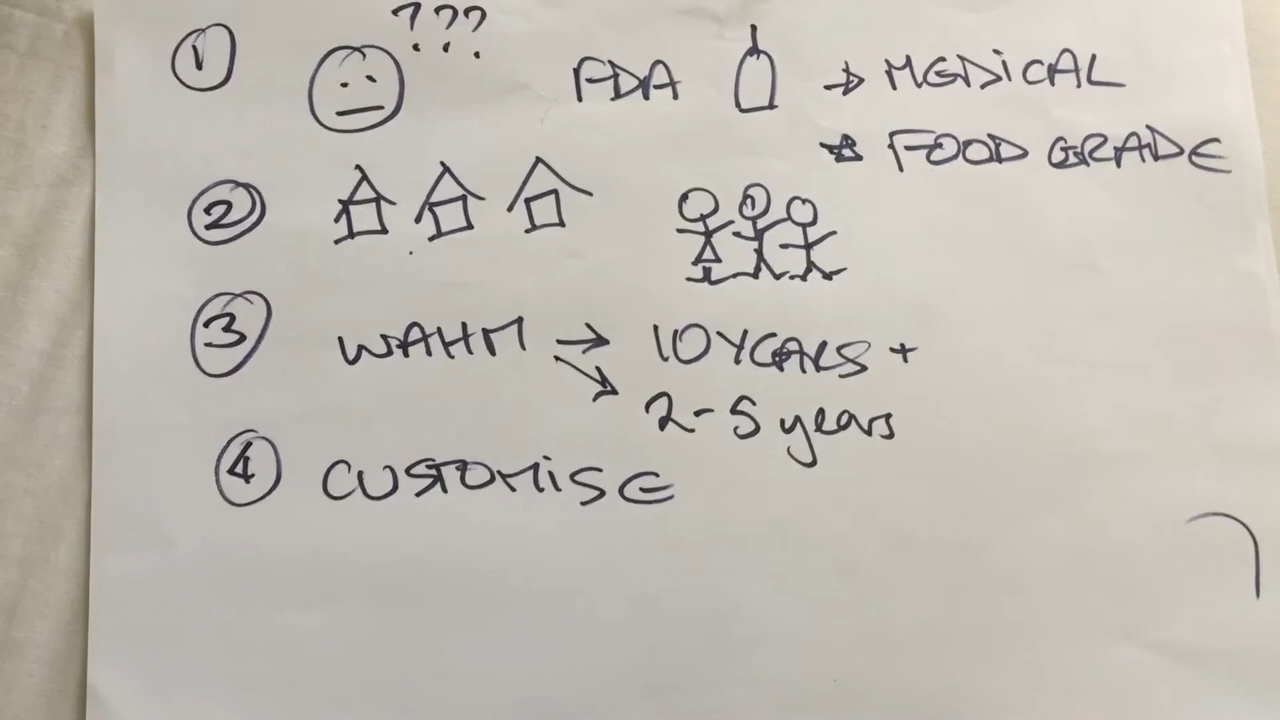 ① ??? FDA → MEDICAL
FOOD GRADE
②
③ WAHM → 10 YEARS +
2-5 years
④ CUSTOMISE